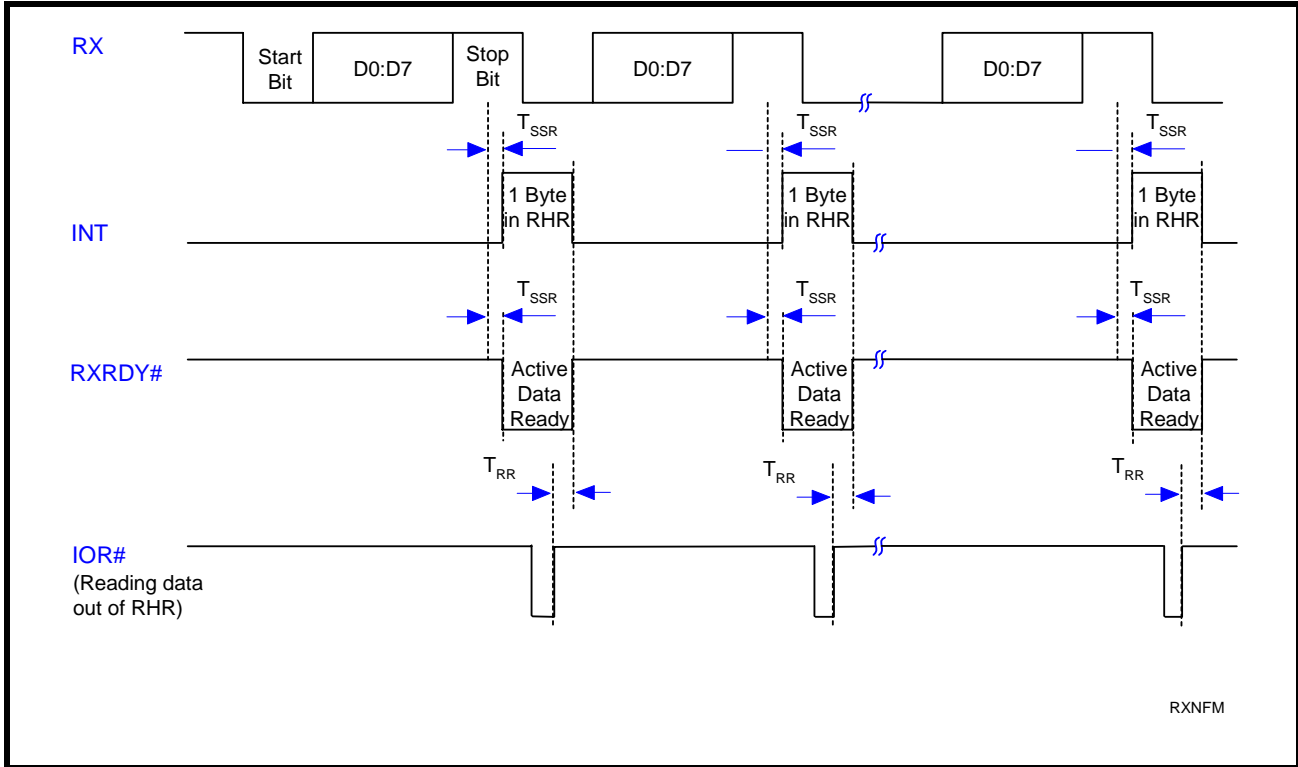 RX
Start
Bit
D0:D7
Stop
Bit
D0:D7
D0:D7
TSSR
TSSR
TSSR
INT
1 Byte
in RHR
1 Byte
in RHR
1 Byte
in RHR
TSSR
TSSR
TSSR
RXRDY#
Active
Data
Ready
Active
Data
Ready
Active
Data
Ready
TRR
TRR
TRR
IOR#
(Reading data
out of RHR)
RXNFM